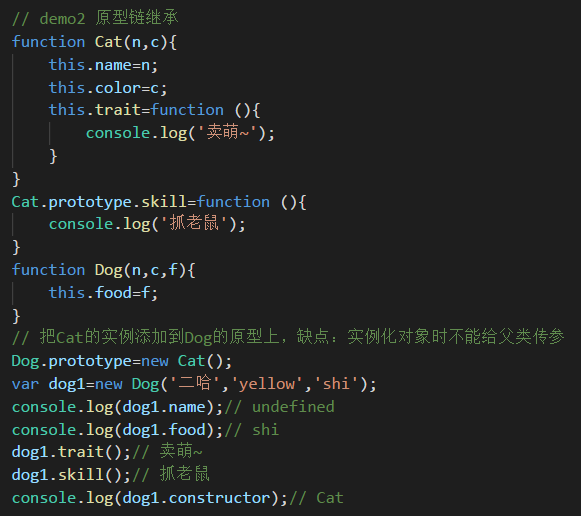 // demo2 原型链继承
function Cat(n,c){
    this.name=n;
    this.color=c;
    this.trait=function (){
        console.log('卖萌~');
    }
}
Cat.prototype.skill=function (){
    console.log('抓老鼠');
}
function Dog(n,c,f){
    this.food=f;
}
// 把Cat的实例添加到Dog的原型上，缺点：实例化对象时不能给父类传参
Dog.prototype=new Cat();
var dog1=new Dog('二哈','yellow','shi');
console.log(dog1.name);// undefined
console.log(dog1.food);// shi
dog1.trait();// 卖萌~
dog1.skill();// 抓老鼠
console.log(dog1.constructor);// Cat